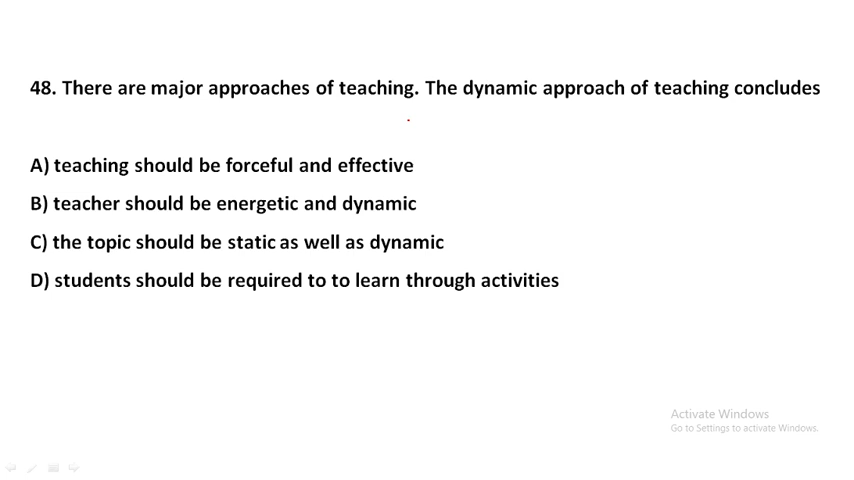 48. There are major approaches of teaching. The dynamic approach of teaching concludes
A) teaching should be forceful and effective
B) teacher should be energetic and dynamic
C) the topic should be static as well as dynamic
D) students should be required to to learn through activities
Activate Windows
Go to Settings to activate Windows.